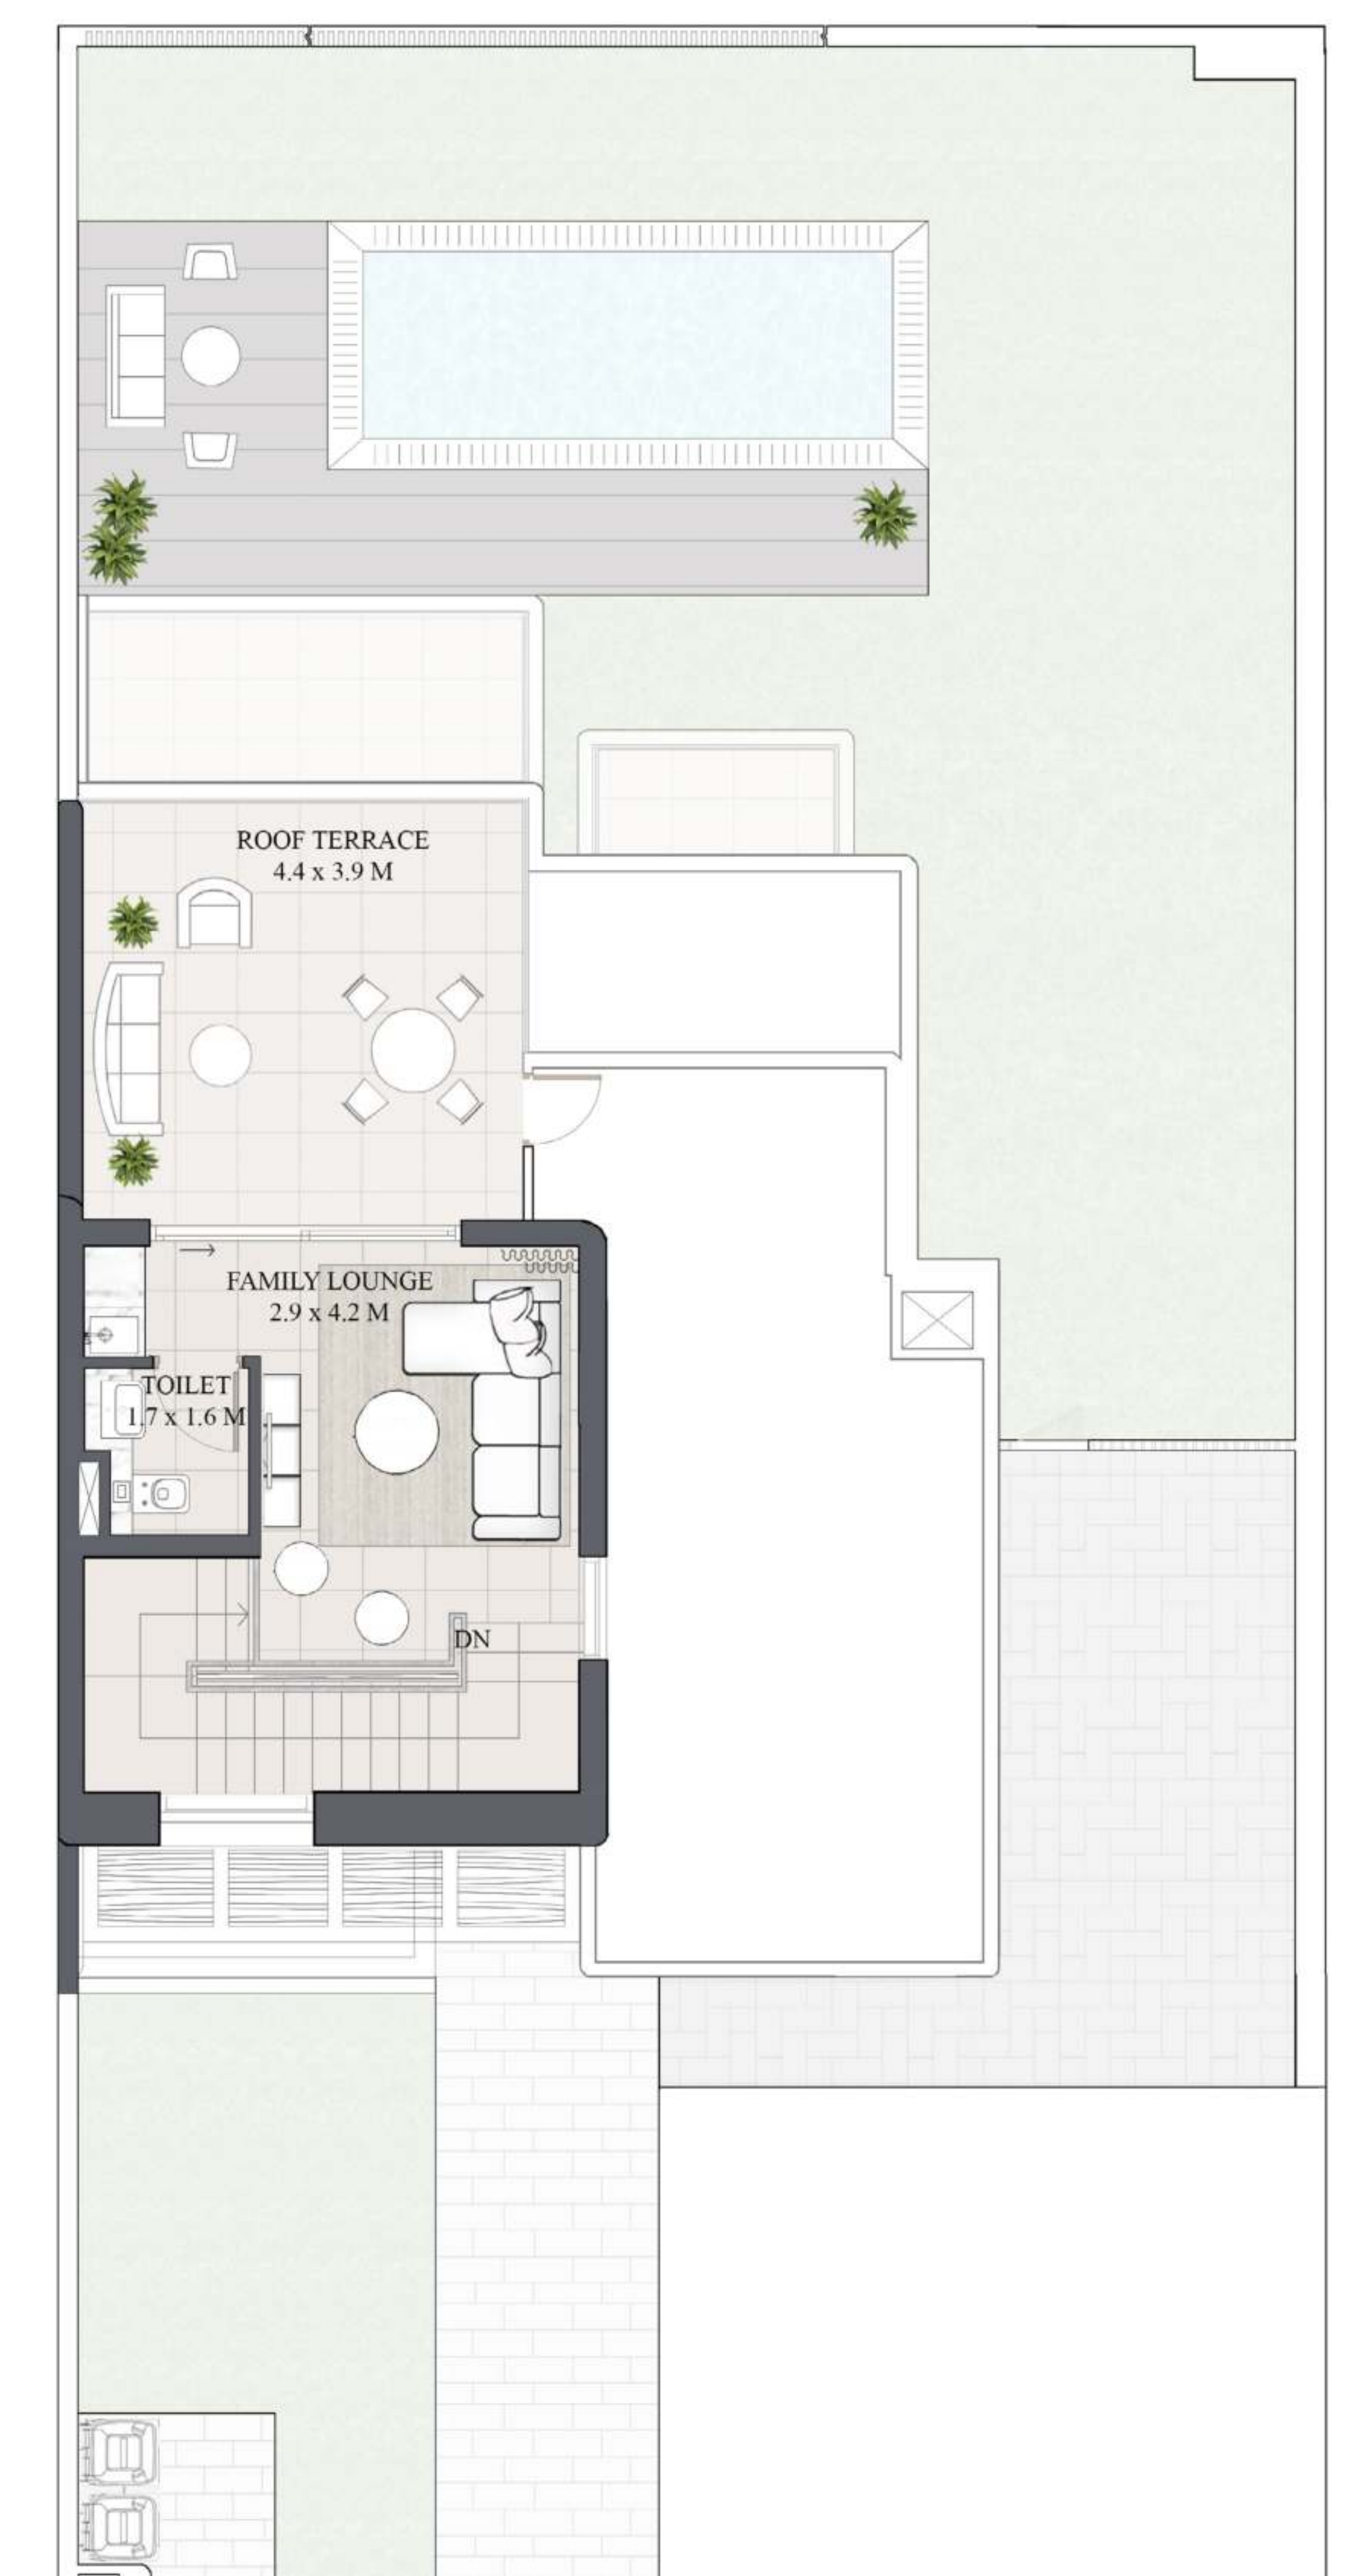 ROOF TERRACE
4.4 x 3.9 M
FAMILY LOUNGE
2.9 x 4.2 M
TOILET
1.7 x 1.6 M
DN